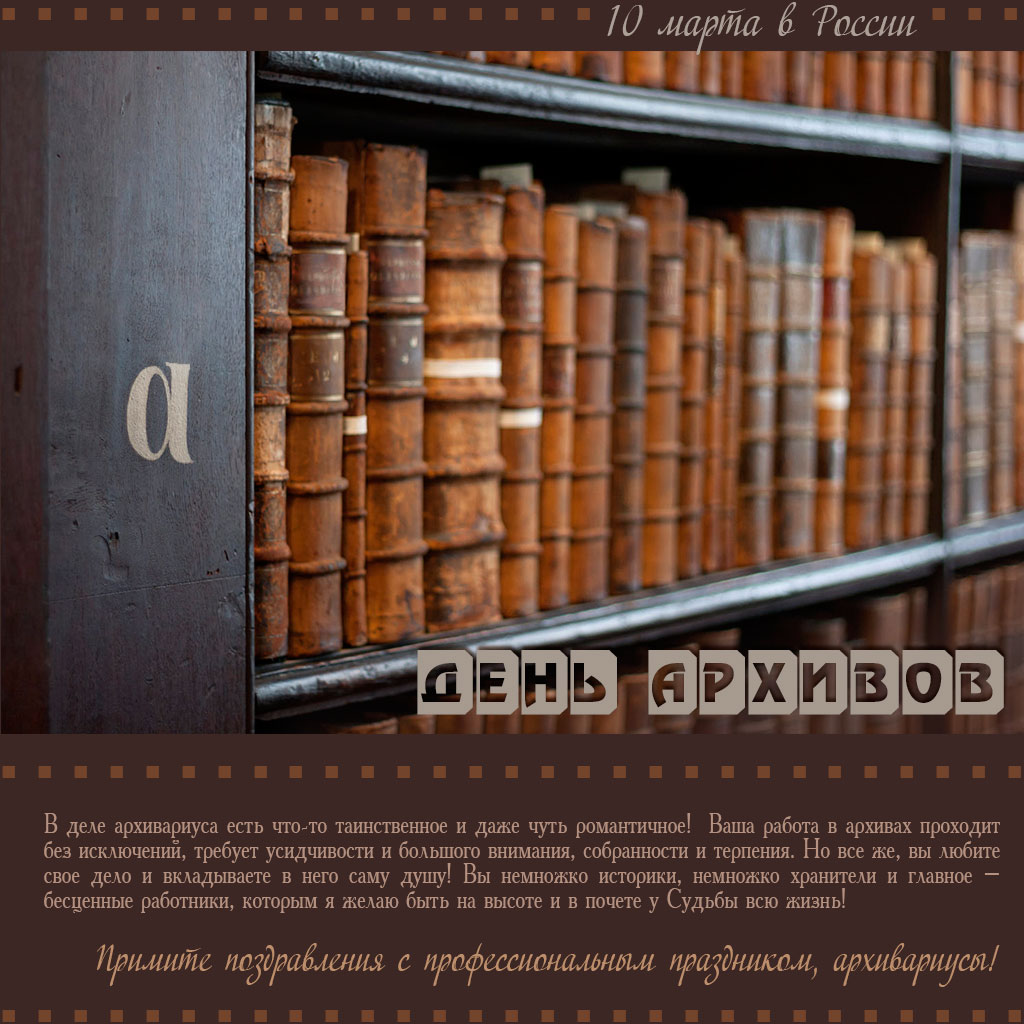 10 марта в России
a
ДЕНЬ АРХИВОВ
В деле архивариуса есть что-то таинственное и даже чуть романтичное! Ваша работа в архивах проходит
без исключений, требует усидчивости и большого внимания, собранности и терпения. Но все же, вы любите
свое дело и вкладываете в него саму душу! Вы немножко историки, немножко хранители и главное –
бесценные работники, которым я желаю быть на высоте и в почете у Судьбы всю жизнь!
Примите поздравления с профессиональным праздником, архивариусы!